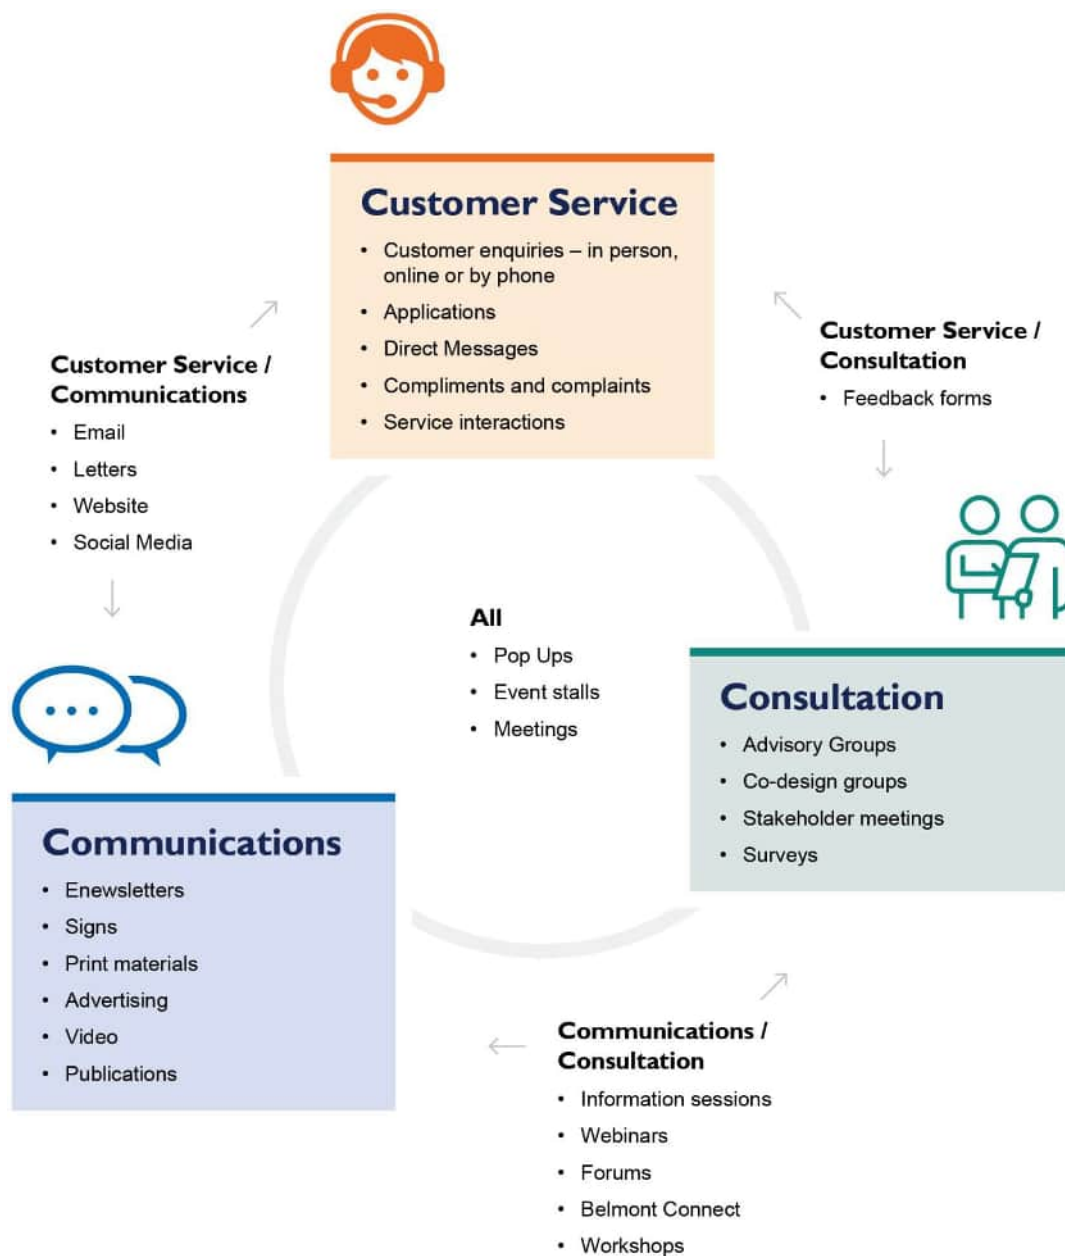 Customer Service
• Customer enquiries – in person,
online or by phone
• Applications
• Direct Messages
• Compliments and complaints
• Service interactions
Customer Service /
Communications
• Email
• Letters
• Website
• Social Media
Customer Service /
Consultation
• Feedback forms
All
• Pop Ups
• Event stalls
• Meetings
Consultation
• Advisory Groups
• Co-design groups
• Stakeholder meetings
• Surveys
Communications
• Enewsletters
• Signs
• Print materials
• Advertising
• Video
• Publications
Communications /
Consultation
• Information sessions
• Webinars
• Forums
• Belmont Connect
• Workshops